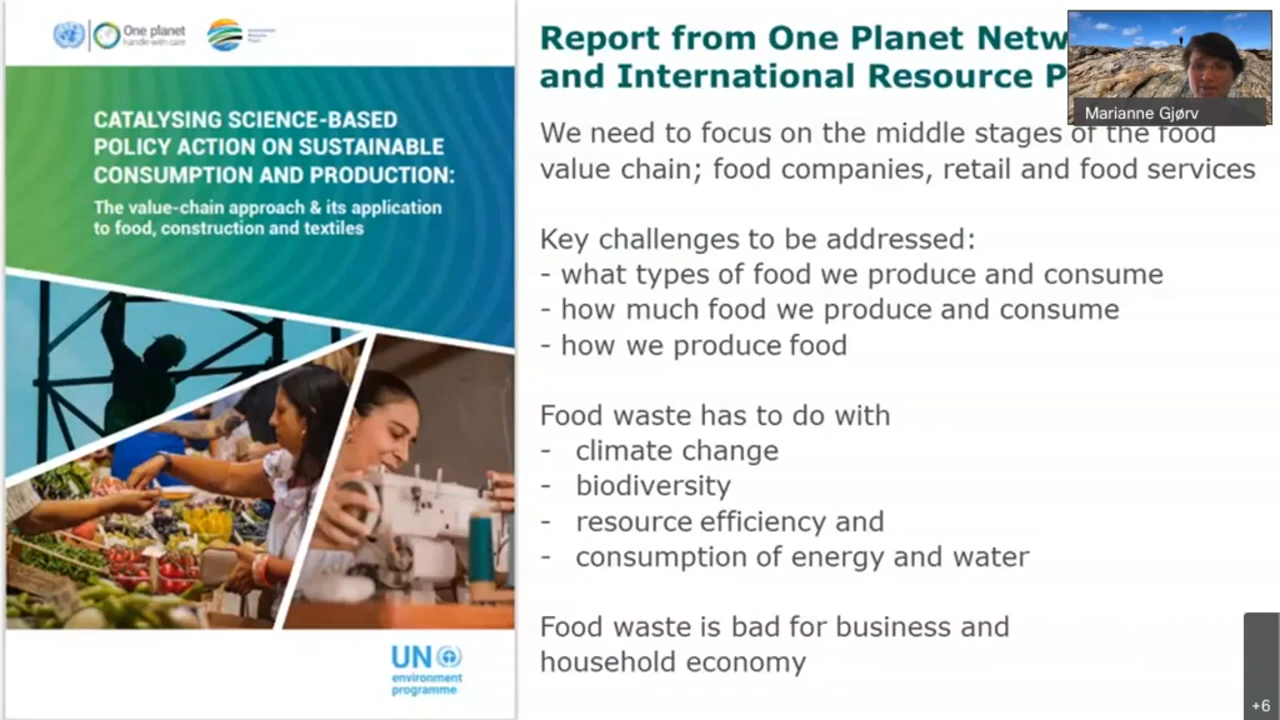 One planet
handle with care
CATALYSING SCIENCE-BASED
POLICY ACTION ON SUSTAINABLE
CONSUMPTION AND PRODUCTION:
The value-chain approach & its application
to food, construction and textiles
UN
environment
programme
Report from One Planet Netw
and International Resource P
Marianne Gjørv
We need to focus on the middle stages of the food
value chain; food companies, retail and food services
Key challenges to be addressed:
- what types of food we produce and consume
- how much food we produce and consume
- how we produce food
Food waste has to do with
- climate change
- biodiversity
- resource efficiency and
- consumption of energy and water
Food waste is bad for business and
household economy
+6